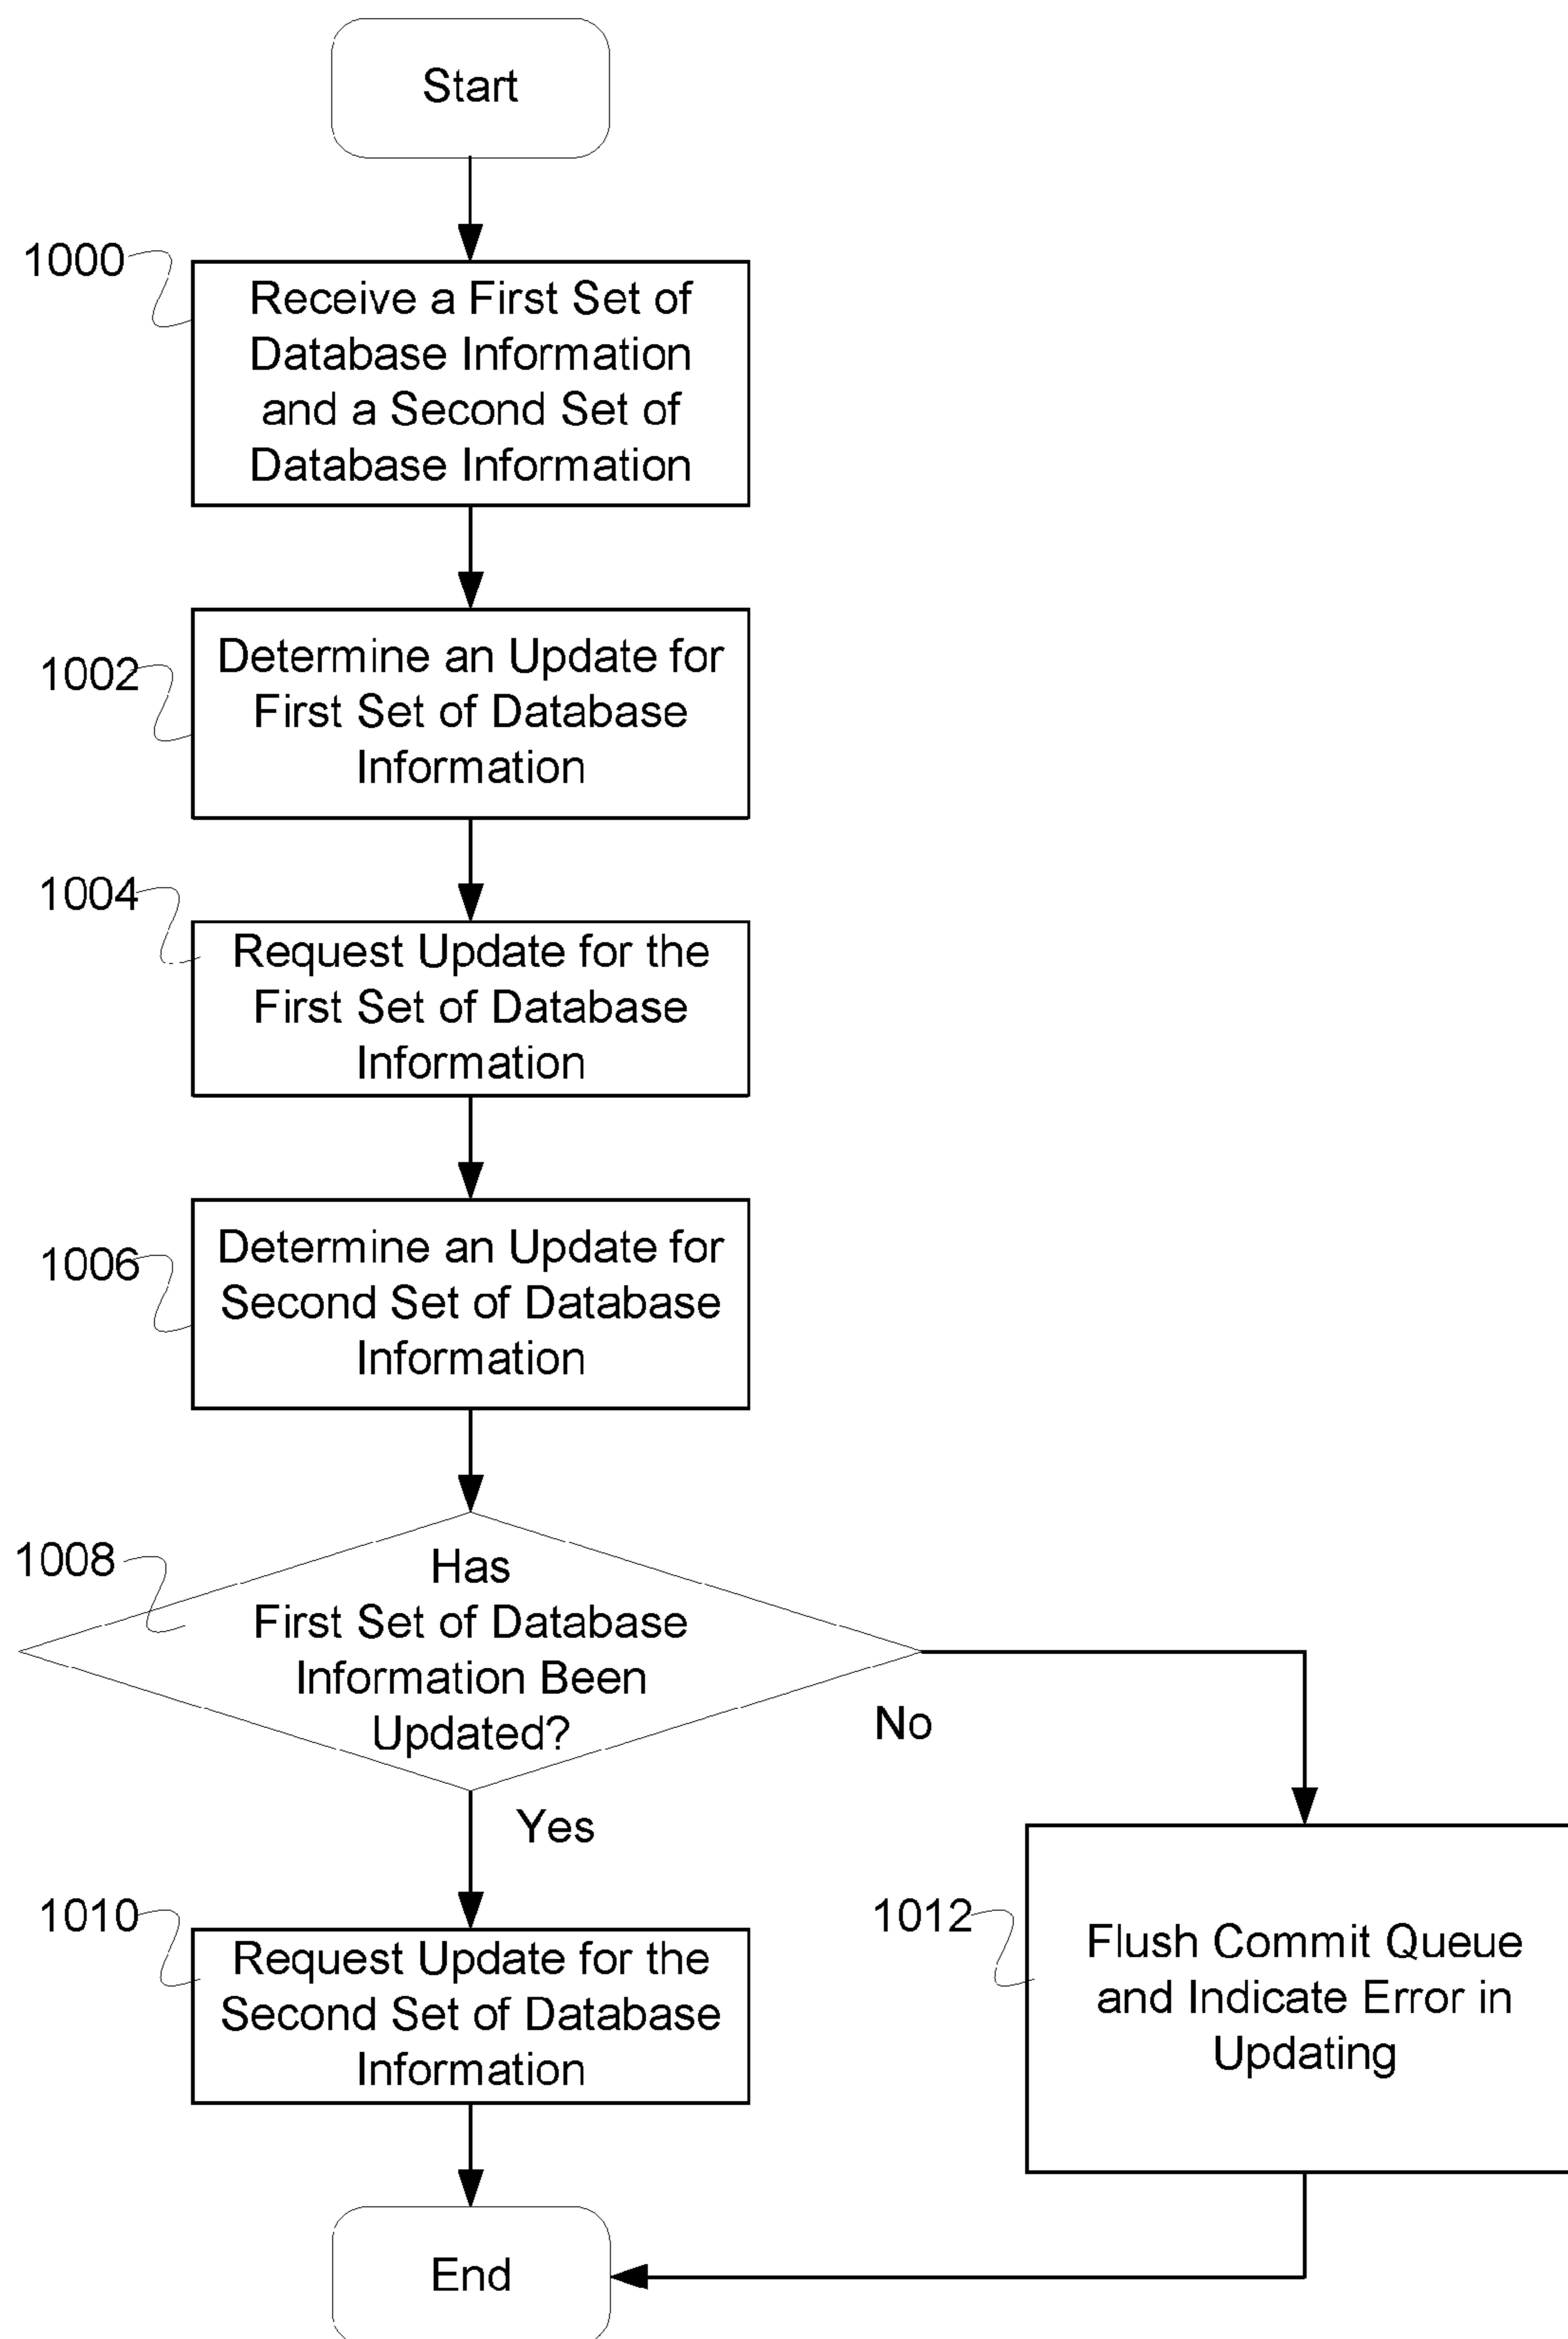 Start
1000
Receive a First Set of
Database Information
and a Second Set of
Database Information
1002
Determine an Update for
First Set of Database
Information
1004
Request Update for the
First Set of Database
Information
1006
Determine an Update for
Second Set of Database
Information
1008
Has
First Set of Database
Information Been
Updated?
No
Yes
1010
Request Update for the
Second Set of Database
Information
1012
Flush Commit Queue
and Indicate Error in
Updating
End